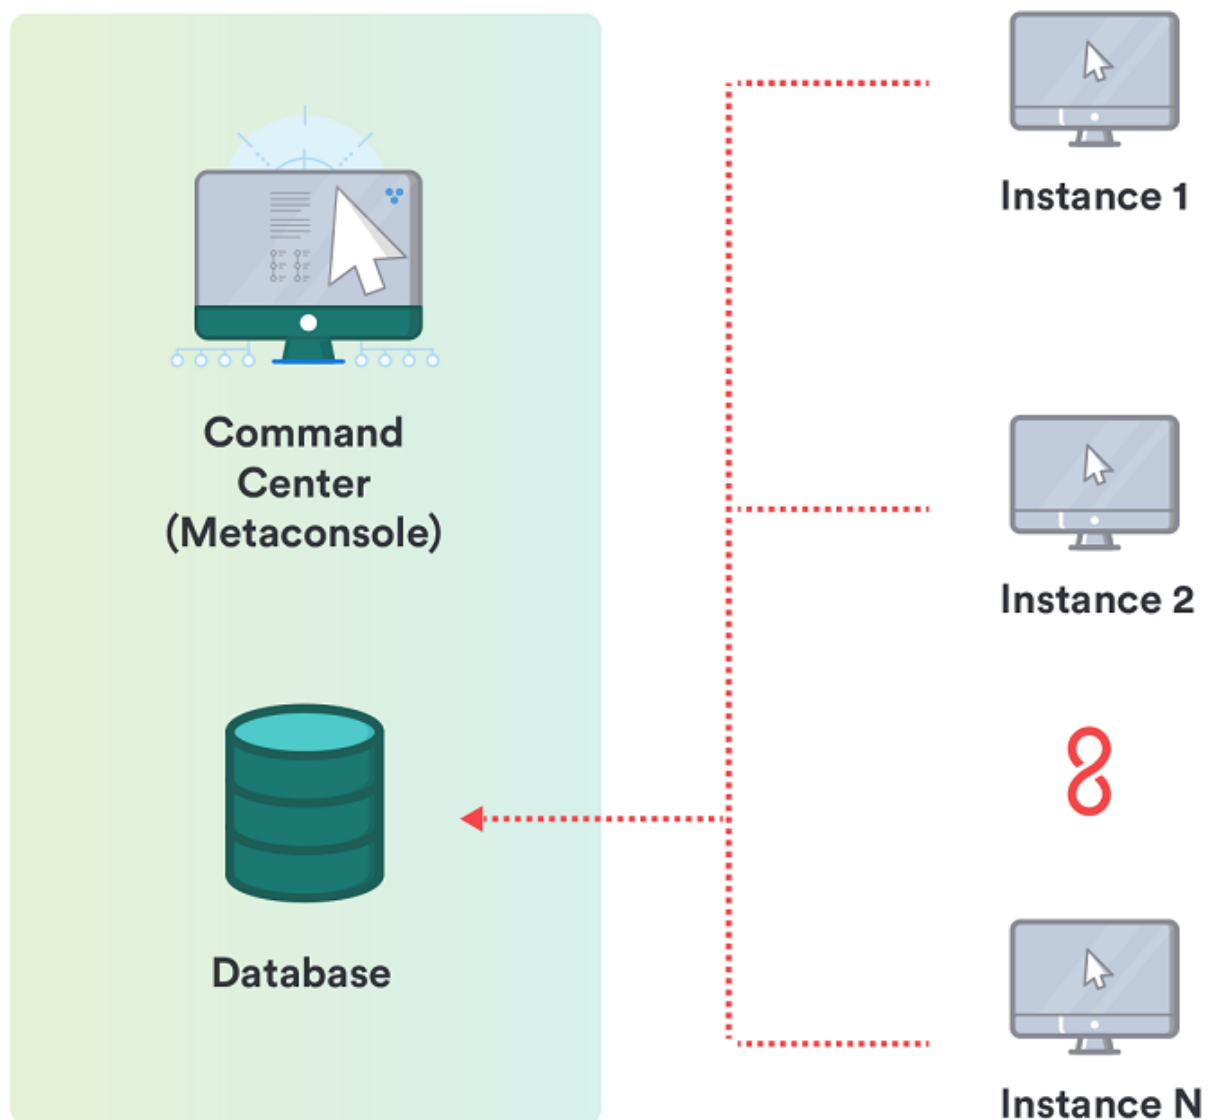 Command
Center
(Metaconsole)
Database
Instance 1
Instance 2
Instance N